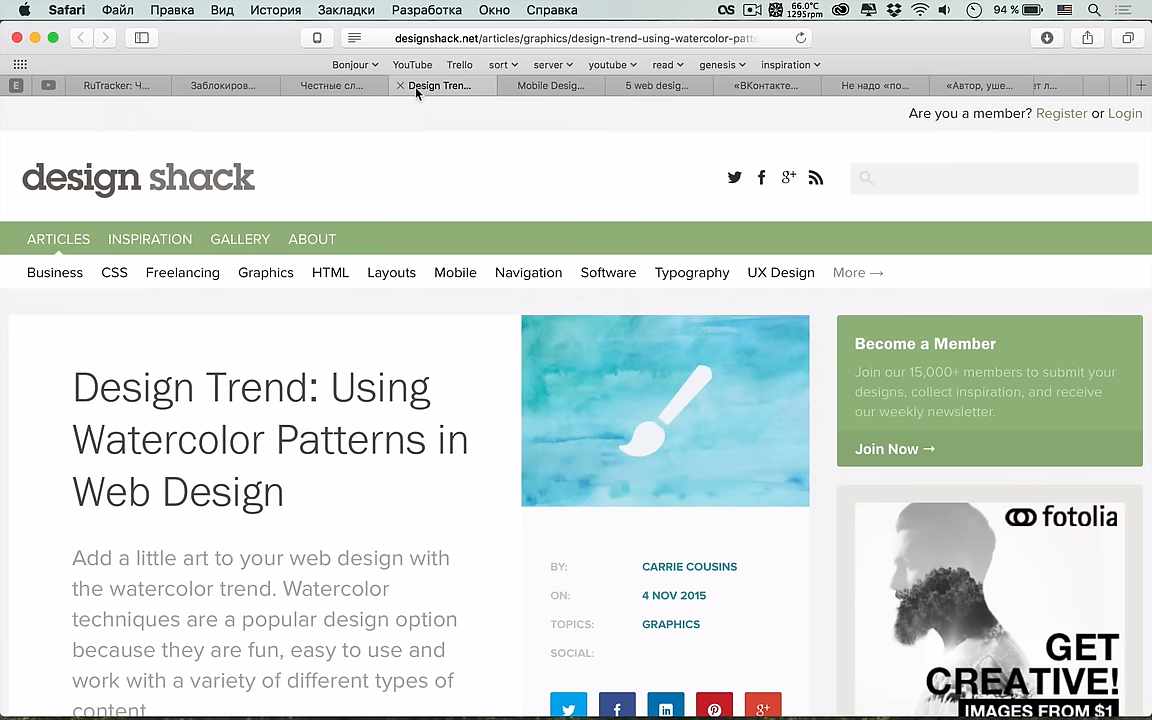 Safari Файл Правка Вид История Закладки Разработка Окно Справка 66.0°C 1295rpm 94 %
designshack.net/articles/graphics/design-trend-using-watercolor-patte
Bonjour YouTube Trello sort server youtube read genesis inspiration
E RuTracker: Ч... Заблокиров... Честные сл... Design Tren... Mobile Desig... 5 web desig... «ВКонтакте... Не надо «по... «Автор, уше...
Are you a member? Register or Login
design shack
ARTICLES INSPIRATION GALLERY ABOUT
Business CSS Freelancing Graphics HTML Layouts Mobile Navigation Software Typography UX Design More →
Design Trend: Using
Watercolor Patterns in
Web Design
Add a little art to your web design with
the watercolor trend. Watercolor
techniques are a popular design option
because they are fun, easy to use and
work with a variety of different types of
content.
BY: CARRIE COUSINS
ON: 4 NOV 2015
TOPICS: GRAPHICS
SOCIAL:
Become a Member
Join our 15,000+ members to submit your
designs, collect inspiration, and receive
our weekly newsletter.
Join Now →
fotolia
GET
CREATIVE!
IMAGES FROM $1